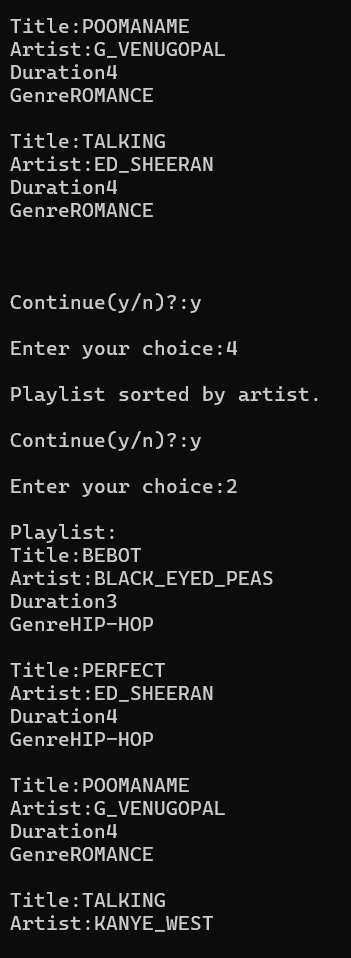 Title:POOMANAME
Artist:G_VENUGOPAL
Duration4
GenreROMANCE
Title:TALKING
Artist:ED_SHEERAN
Duration4
GenreROMANCE
Continue(y/n)?:y
Enter your choice:4
Playlist sorted by artist.
Continue(y/n)?:y
Enter your choice:2
Playlist:
Title:BEBOT
Artist:BLACK_EYED_PEAS
Duration3
GenreHIP-HOP
Title:PERFECT
Artist:ED_SHEERAN
Duration4
GenreHIP-HOP
Title:POOMANAME
Artist:G_VENUGOPAL
Duration4
GenreROMANCE
Title:TALKING
Artist:KANYE_WEST